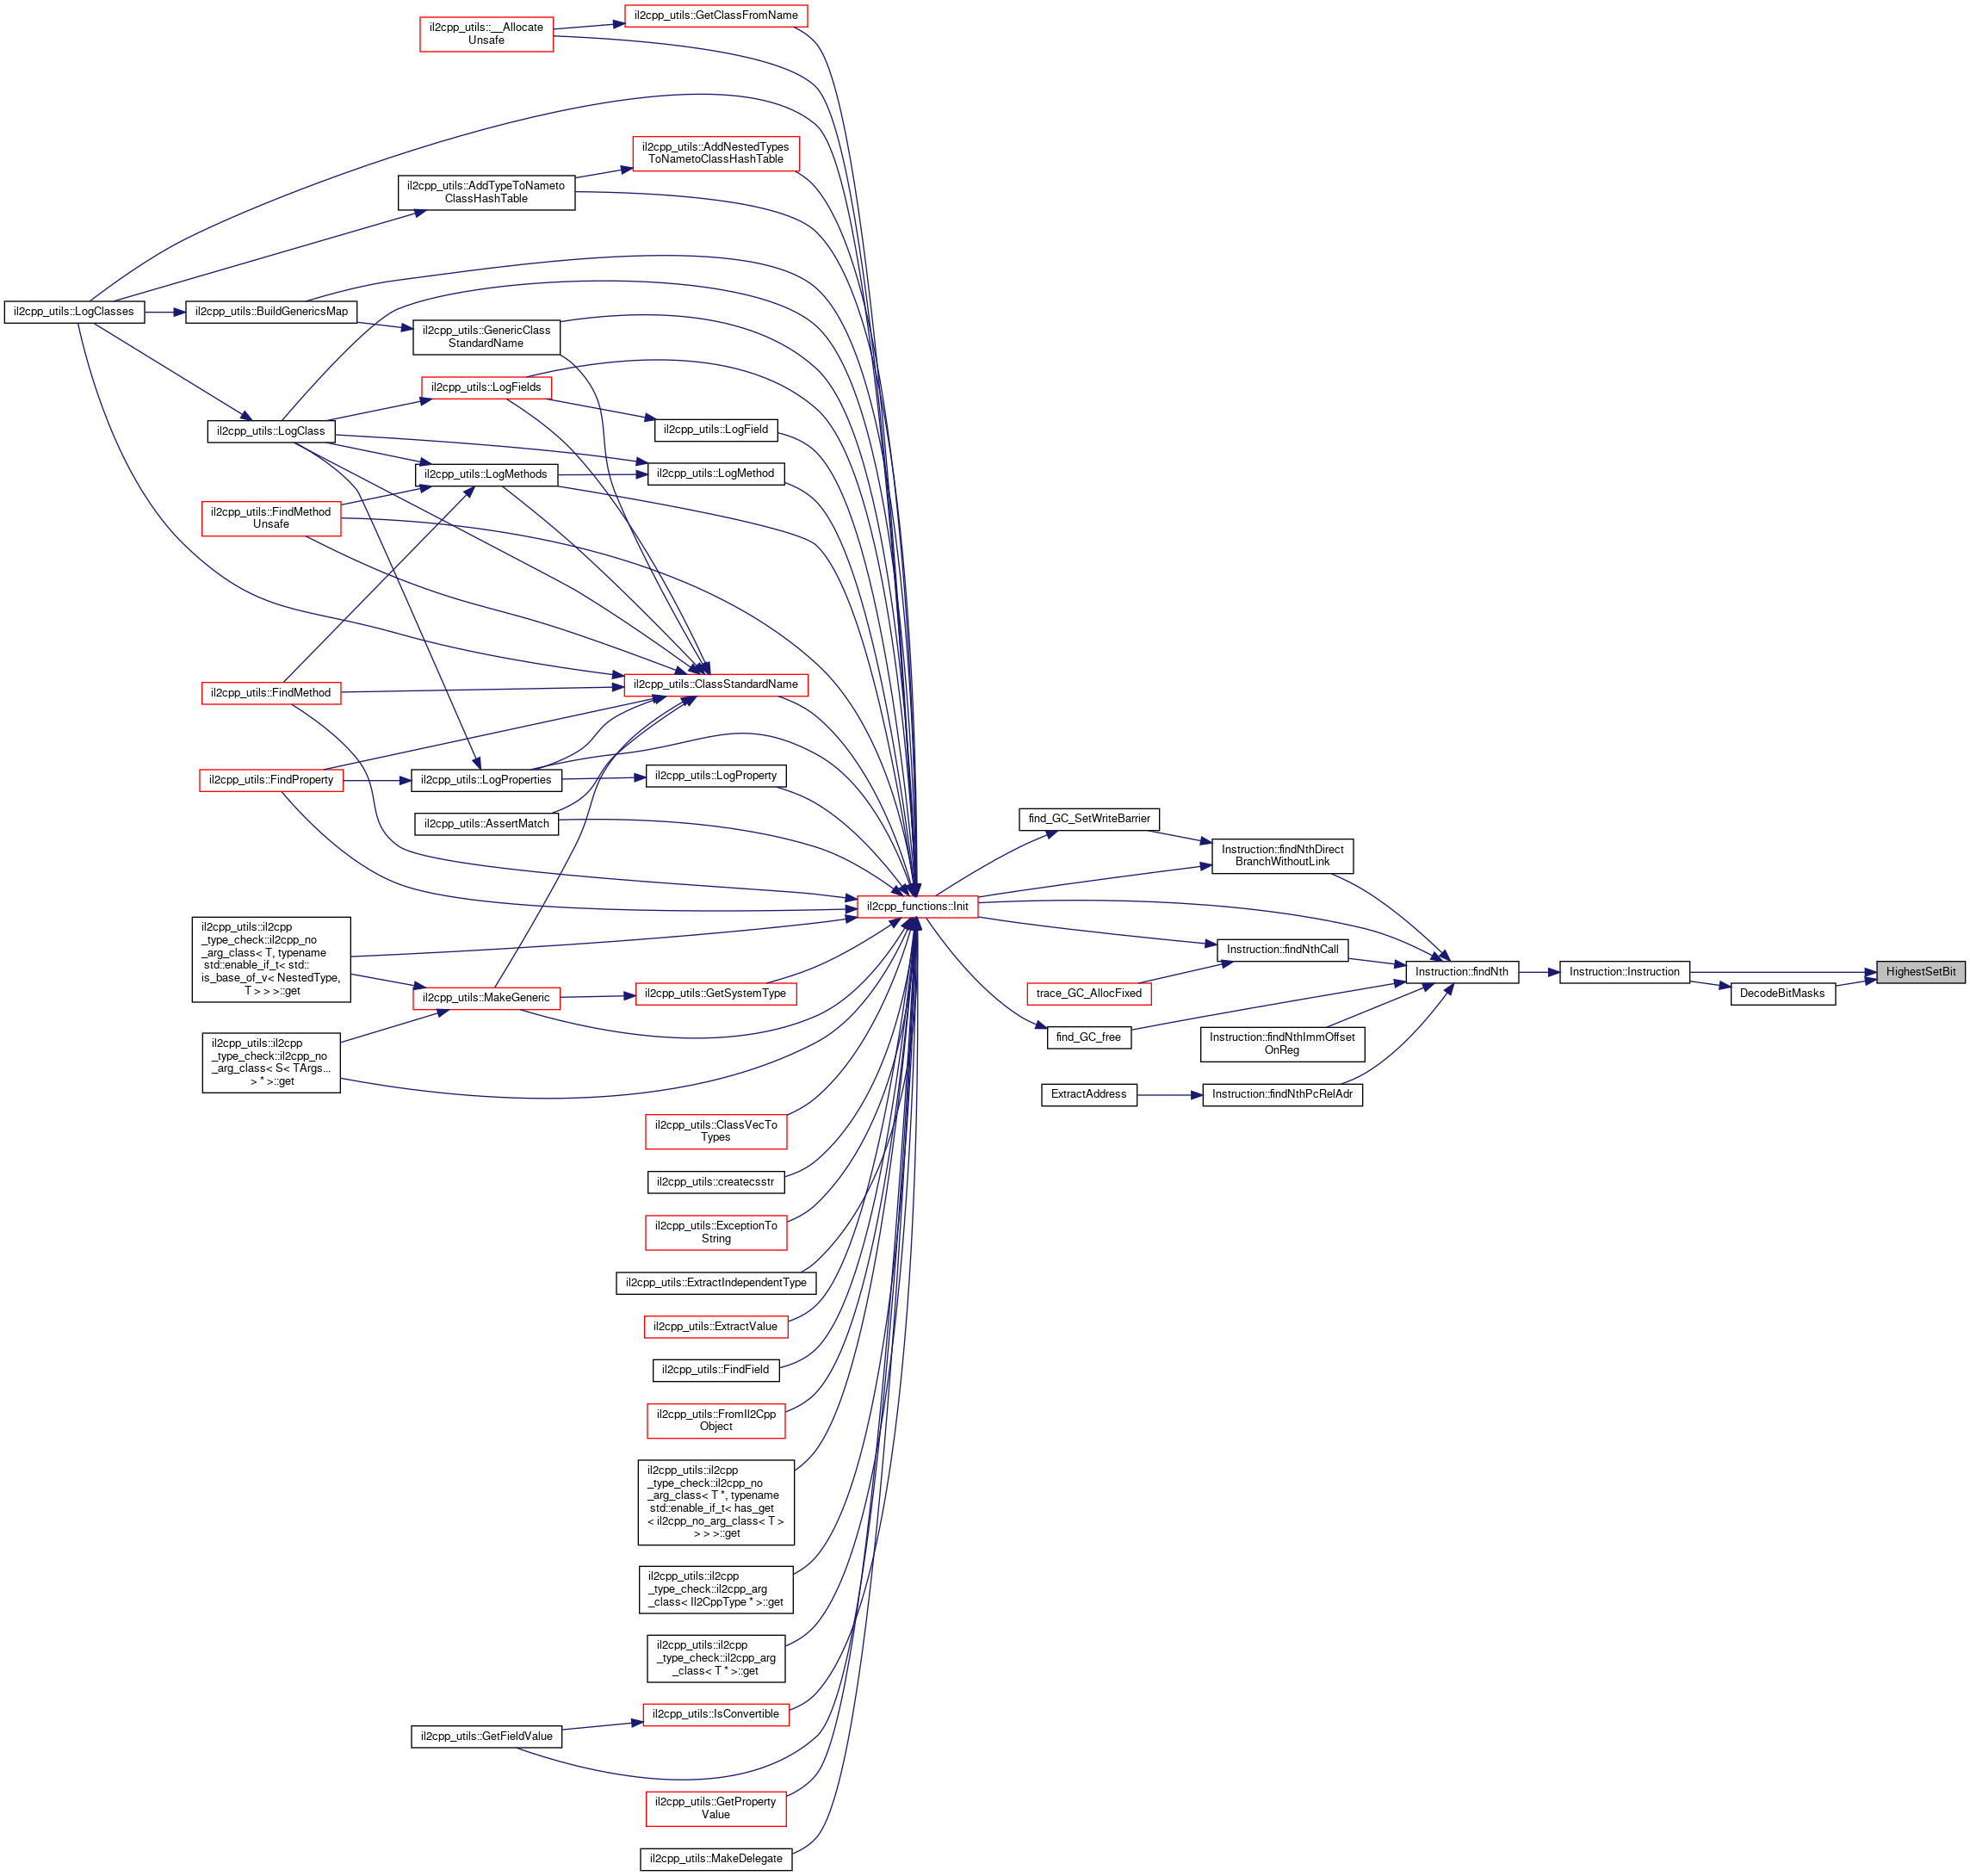 il2cpp_utils::GetClassFromName
il2cpp_utils::__Allocate
Unsafe
il2cpp_utils::AddNestedTypes
ToNametoClassHashTable
il2cpp_utils::AddTypeToNameto
ClassHashTable
il2cpp_utils::LogClasses
il2cpp_utils::BuildGenericsMap
il2cpp_utils::GenericClass
StandardName
il2cpp_utils::LogFields
il2cpp_utils::LogClass
il2cpp_utils::LogField
il2cpp_utils::LogMethods
il2cpp_utils::LogMethod
il2cpp_utils::FindMethod
Unsafe
il2cpp_utils::FindMethod
il2cpp_utils::ClassStandardName
il2cpp_utils::FindProperty
il2cpp_utils::LogProperties
il2cpp_utils::LogProperty
il2cpp_utils::AssertMatch
find_GC_SetWriteBarrier
Instruction::findNthDirect
BranchWithoutLink
il2cpp_functions::Init
il2cpp_utils::il2cpp
_type_check::il2cpp_no
_arg_class< T, typename
std::enable_if_t< std::
is_base_of_v< NestedType,
T > > >::get
Instruction::findNthCall
Instruction::findNth
Instruction::Instruction
HighestSetBit
il2cpp_utils::MakeGeneric
il2cpp_utils::GetSystemType
trace_GC_AllocFixed
DecodeBitMasks
find_GC_free
Instruction::findNthImmOffset
OnReg
il2cpp_utils::il2cpp
_type_check::il2cpp_no
_arg_class< S< TArgs...
> * >::get
ExtractAddress
Instruction::findNthPcRelAdr
il2cpp_utils::ClassVecTo
Types
il2cpp_utils::createcsstr
il2cpp_utils::ExceptionTo
String
il2cpp_utils::ExtractIndependentType
il2cpp_utils::ExtractValue
il2cpp_utils::FindField
il2cpp_utils::FromIl2Cpp
Object
il2cpp_utils::il2cpp
_type_check::il2cpp_no
_arg_class< T *, typename
std::enable_if_t< has_get
< il2cpp_no_arg_class< T >
> > >::get
il2cpp_utils::il2cpp
_type_check::il2cpp_arg
_class< Il2CppType * >::get
il2cpp_utils::il2cpp
_type_check::il2cpp_arg
_class< T * >::get
il2cpp_utils::IsConvertible
il2cpp_utils::GetFieldValue
il2cpp_utils::GetProperty
Value
il2cpp_utils::MakeDelegate